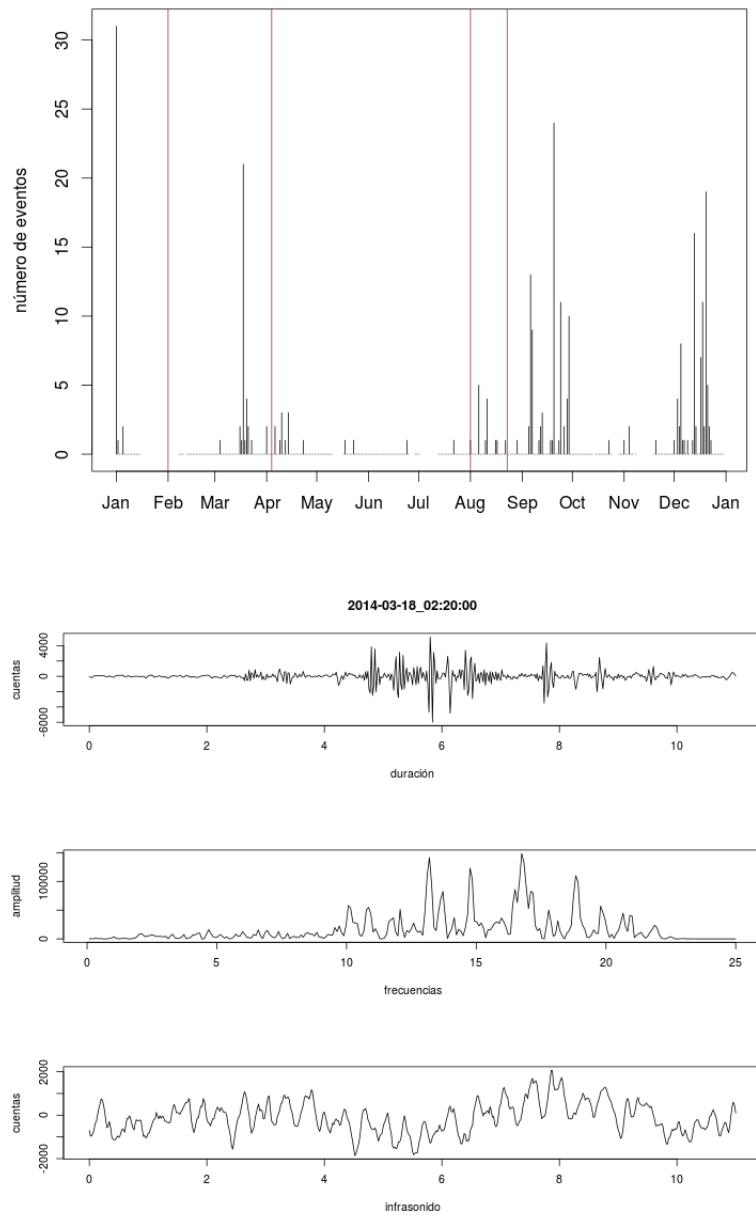 30
25
20
15
10
5
0
número de eventos
Jan Feb Mar Apr May Jun Jul Aug Sep Oct Nov Dec Jan
2014-03-18_02:20:00
4000
0
-6000
cuentas
0 2 4 6 8 10
duración
100000
0
amplitud
0 5 10 15 20 25
frecuencias
2000
0
-2000
cuentas
0 2 4 6 8 10
infrasonido